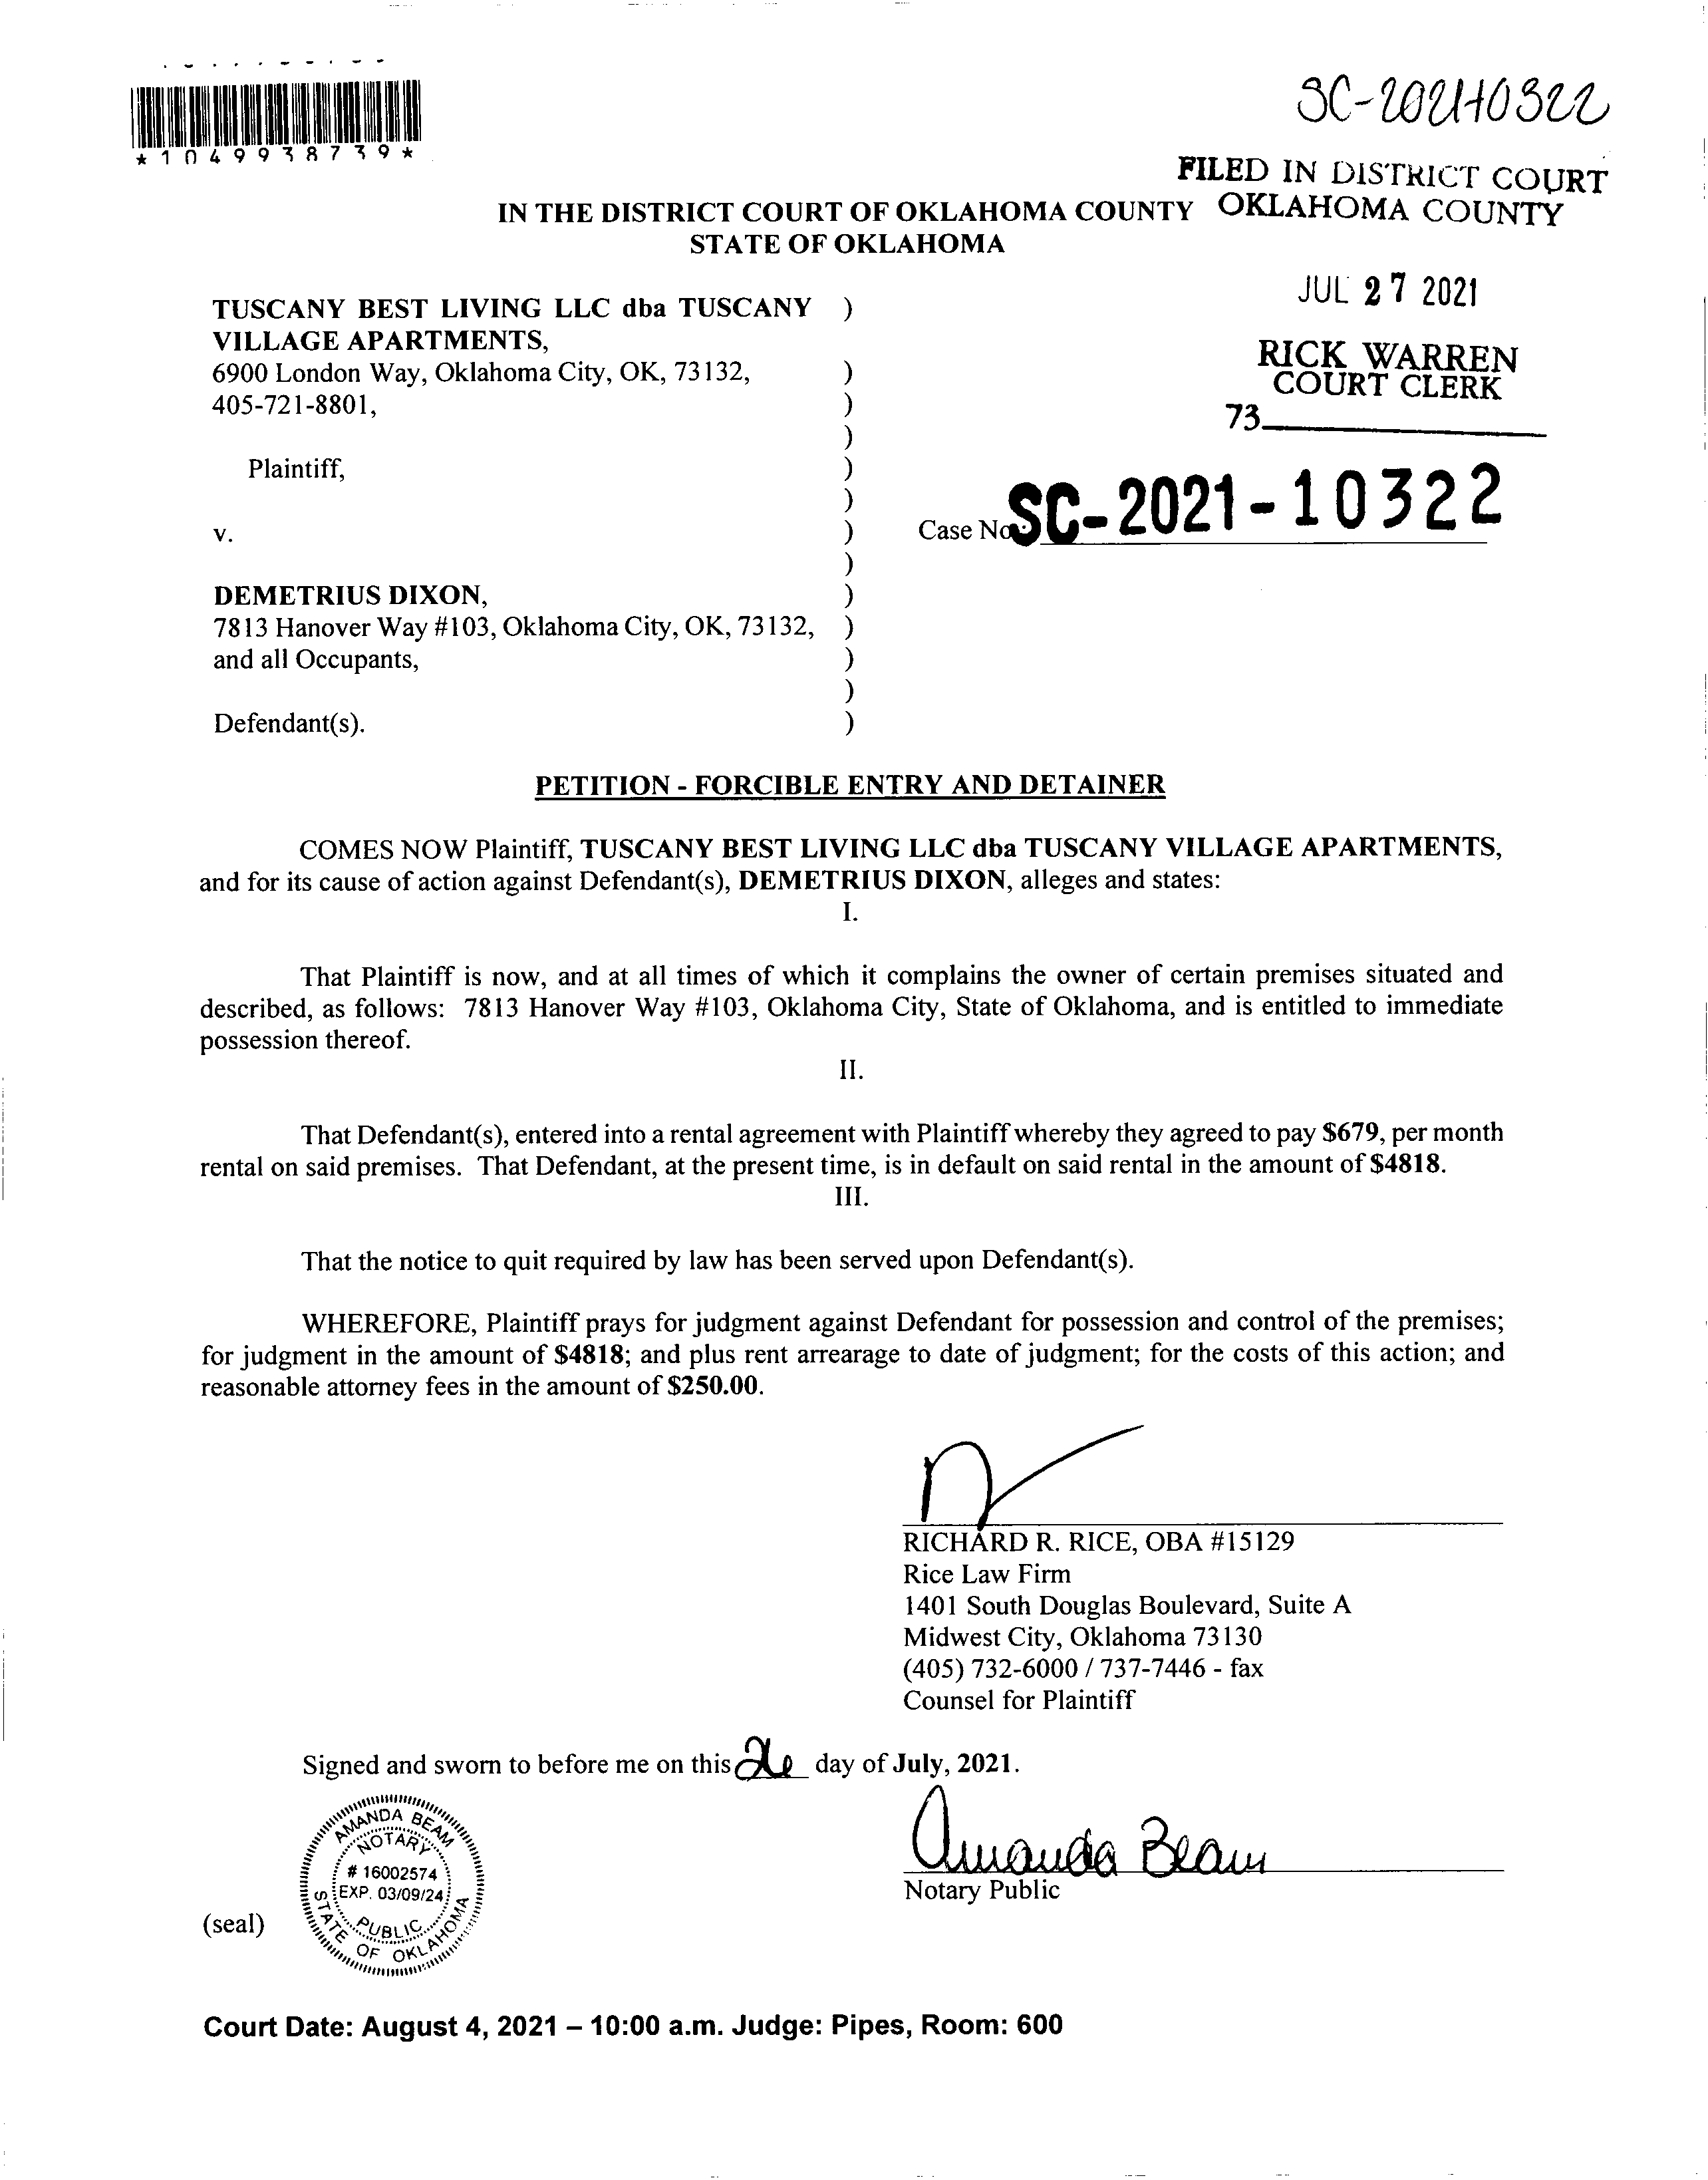 *1049938739*
SC-2021-10322
FILED IN DISTRICT COURT
OKLAHOMA COUNTY
IN THE DISTRICT COURT OF OKLAHOMA COUNTY
STATE OF OKLAHOMA
JUL 27 2021
RICK WARREN
COURT CLERK
73
TUSCANY BEST LIVING LLC dba TUSCANY )
VILLAGE APARTMENTS,
6900 London Way, Oklahoma City, OK, 73132, )
405-721-8801, )
)
Plaintiff, )
)
v. )
Case No. SC-2021-10322
)
DEMETRIUS DIXON, )
7813 Hanover Way #103, Oklahoma City, OK, 73132, )
and all Occupants, )
)
Defendant(s). )
PETITION - FORCIBLE ENTRY AND DETAINER
COMES NOW Plaintiff, TUSCANY BEST LIVING LLC dba TUSCANY VILLAGE APARTMENTS,
and for its cause of action against Defendant(s), DEMETRIUS DIXON, alleges and states:
I.
That Plaintiff is now, and at all times of which it complains the owner of certain premises situated and
described, as follows: 7813 Hanover Way #103, Oklahoma City, State of Oklahoma, and is entitled to immediate
possession thereof.
II.
That Defendant(s), entered into a rental agreement with Plaintiff whereby they agreed to pay $679, per month
rental on said premises. That Defendant, at the present time, is in default on said rental in the amount of $4818.
III.
That the notice to quit required by law has been served upon Defendant(s).
WHEREFORE, Plaintiff prays for judgment against Defendant for possession and control of the premises;
for judgment in the amount of $4818; and plus rent arrearage to date of judgment; for the costs of this action; and
reasonable attorney fees in the amount of $250.00.
RICHARD R. RICE, OBA #15129
Rice Law Firm
1401 South Douglas Boulevard, Suite A
Midwest City, Oklahoma 73130
(405) 732-6000 / 737-7446 - fax
Counsel for Plaintiff
Signed and sworn to before me on this 26 day of July, 2021.
Amanda Beam
Notary Public
(seal)
AMANDA BEAM
NOTARY
# 16002574
EXP. 03/09/24
PUBLIC
STATE OF OKLAHOMA
Court Date: August 4, 2021 – 10:00 a.m. Judge: Pipes, Room: 600